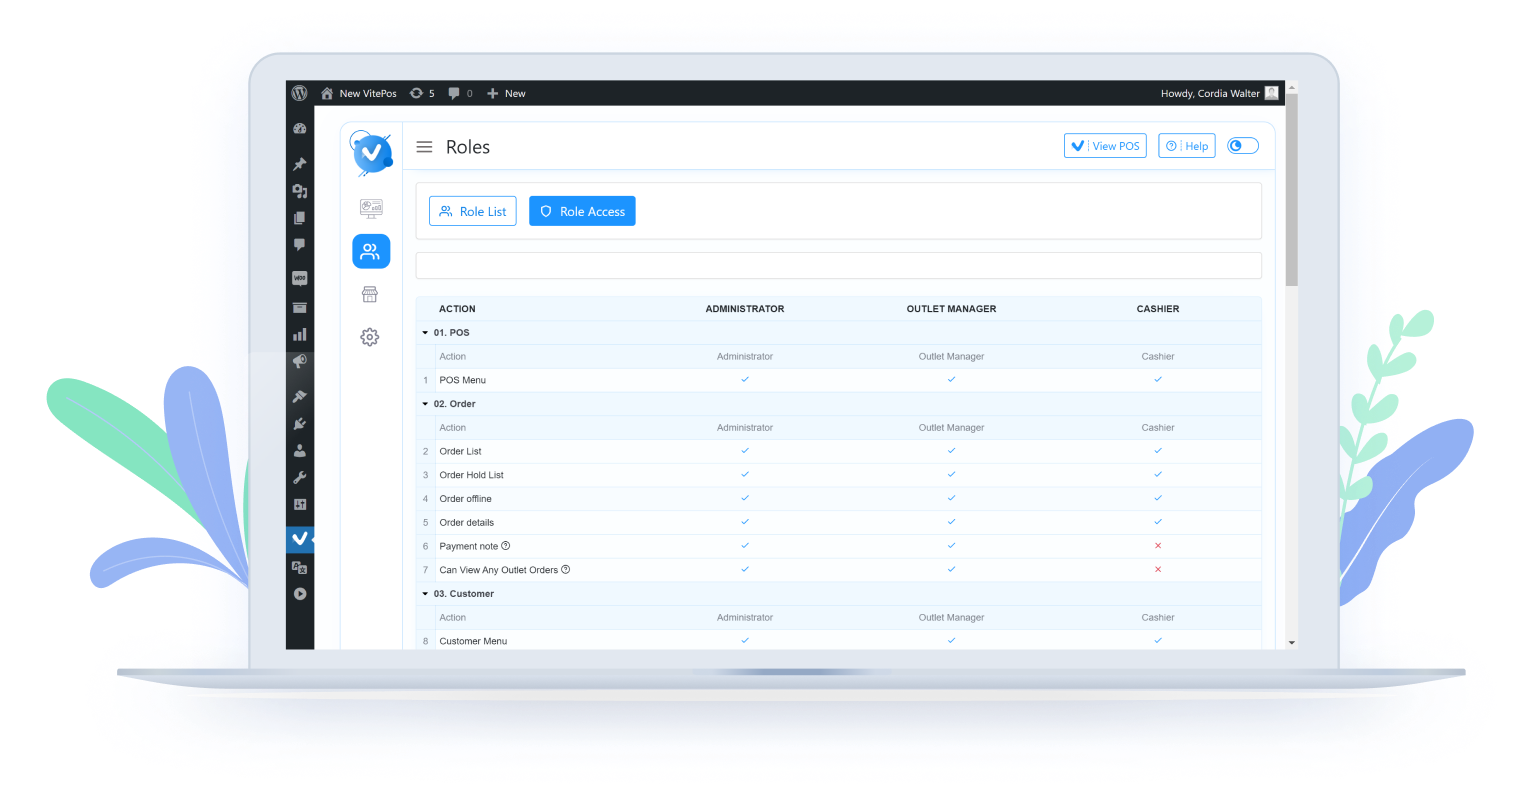 New VitePos 5 0 New Howdy, Cordia Walter
Roles View POS Help
Role List Role Access
ACTION ADMINISTRATOR OUTLET MANAGER CASHIER
01. POS
Action Administrator Outlet Manager Cashier
1 POS Menu
02. Order
Action Administrator Outlet Manager Cashier
2 Order List
3 Order Hold List
4 Order offline
5 Order details
6 Payment note
7 Can View Any Outlet Orders
03. Customer
Action Administrator Outlet Manager Cashier
8 Customer Menu